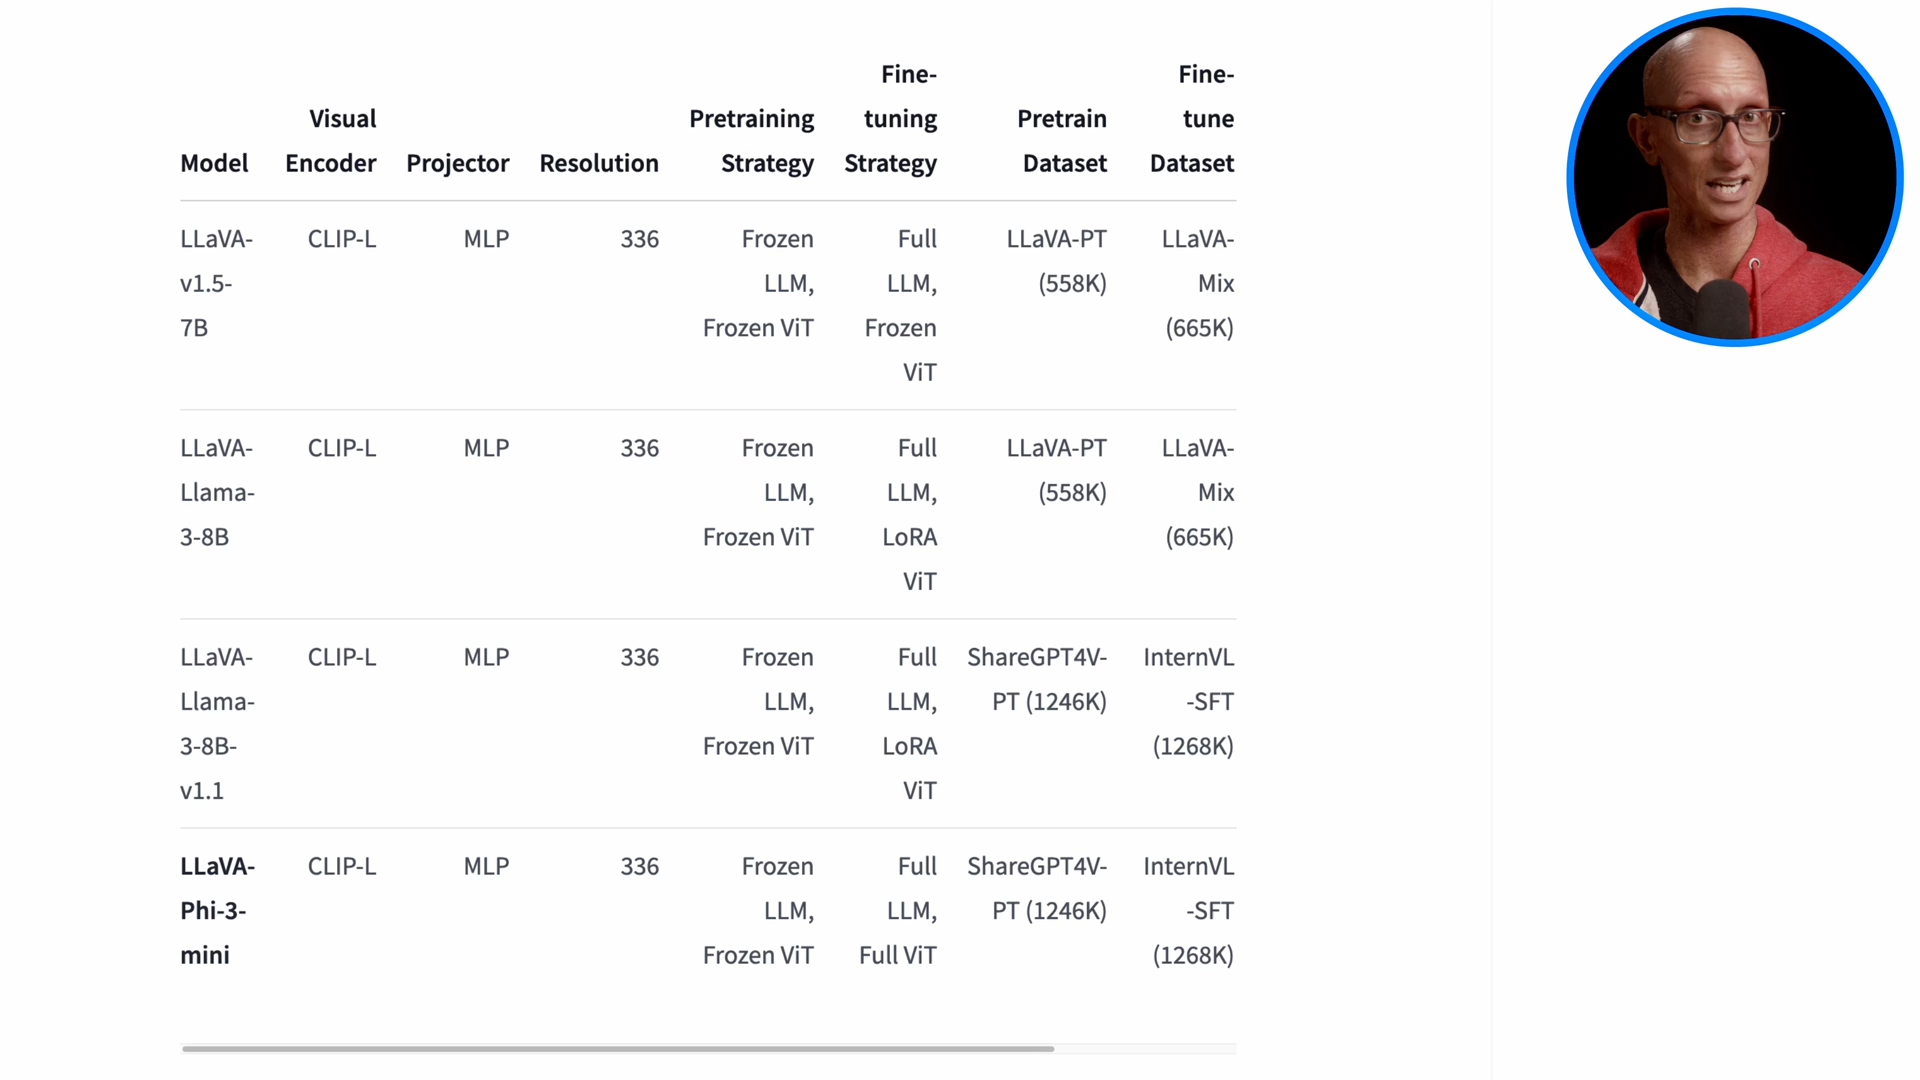 Model Visual Encoder Projector Resolution Pretraining Strategy Fine-tuning Strategy Pretrain Dataset Fine-tune Dataset
LLaVA-v1.5-7B CLIP-L MLP 336 Frozen LLM, Frozen ViT Full LLM, Frozen ViT LLaVA-PT (558K) LLaVA-Mix (665K)
LLaVA-Llama-3-8B CLIP-L MLP 336 Frozen LLM, Frozen ViT Full LLM, LoRA ViT LLaVA-PT (558K) LLaVA-Mix (665K)
LLaVA-Llama-3-8B-v1.1 CLIP-L MLP 336 Frozen LLM, Frozen ViT Full LLM, LoRA ViT ShareGPT4V-PT (1246K) InternVL-SFT (1268K)
LLaVA-Phi-3-mini CLIP-L MLP 336 Frozen LLM, Frozen ViT Full LLM, Full ViT ShareGPT4V-PT (1246K) InternVL-SFT (1268K)